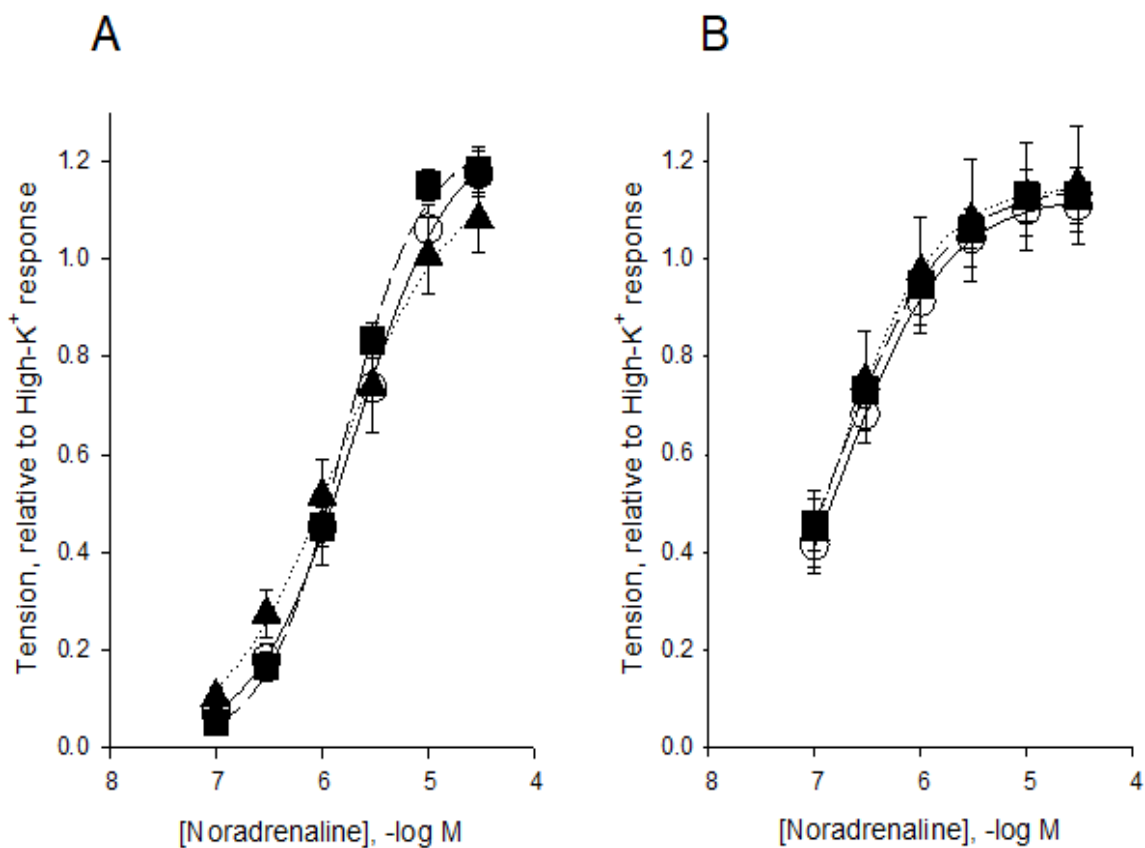 A
B
Tension, relative to High-K⁺ response
1.2
1.0
0.8
0.6
0.4
0.2
0.0
8 7 6 5 4
[Noradrenaline], -log M
Tension, relative to High-K⁺ response
1.2
1.0
0.8
0.6
0.4
0.2
0.0
8 7 6 5 4
[Noradrenaline], -log M